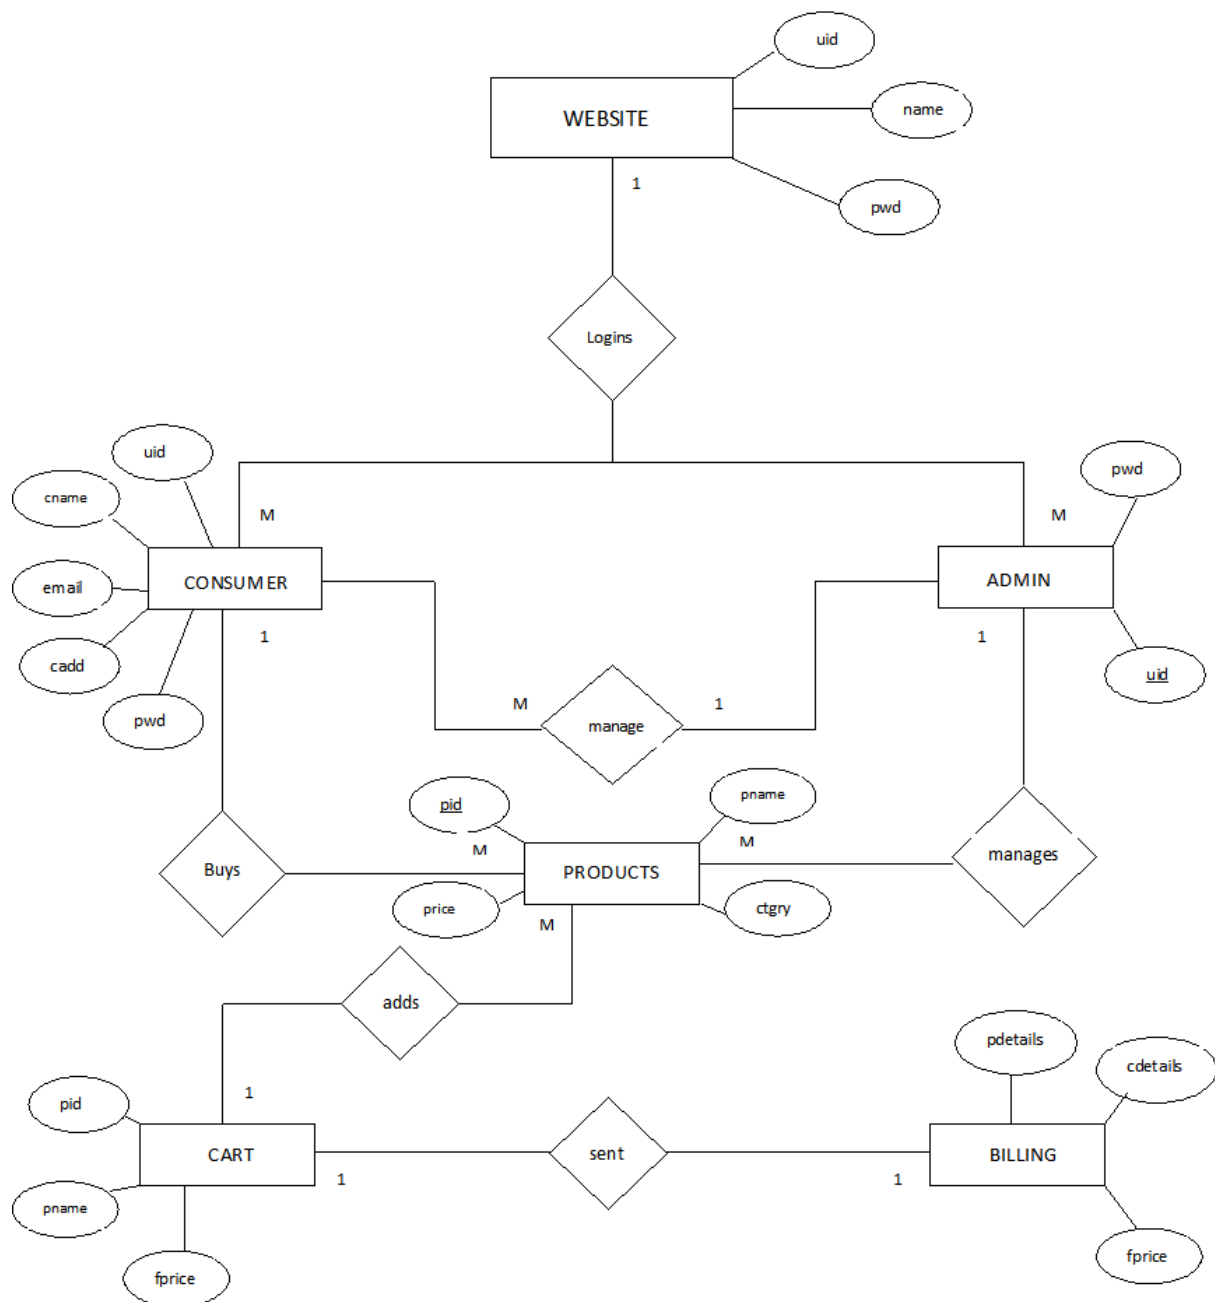 uid
WEBSITE
name
1
pwd
Logins
uid
pwd
cname
M
M
CONSUMER
ADMIN
email
1
1
cadd
uid
pwd
M
manage
1
pid
pname
M
M
Buys
PRODUCTS
manages
price
ctgry
M
adds
pdetails
cdetails
1
pid
CART
sent
BILLING
1
1
pname
fprice
fprice